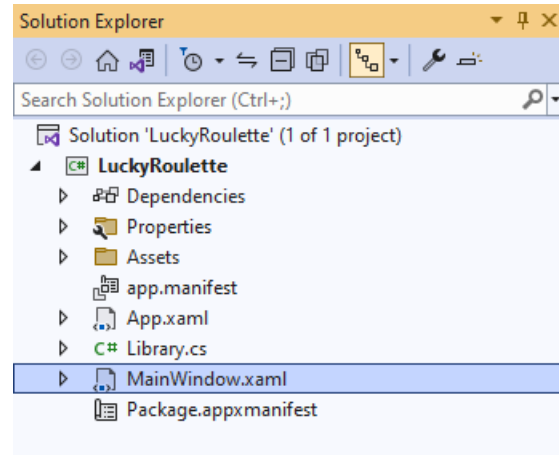 Solution Explorer
Search Solution Explorer (Ctrl+;)
Solution 'LuckyRoulette' (1 of 1 project)
C# LuckyRoulette
Dependencies
Properties
Assets
app.manifest
App.xaml
C# Library.cs
MainWindow.xaml
Package.appxmanifest